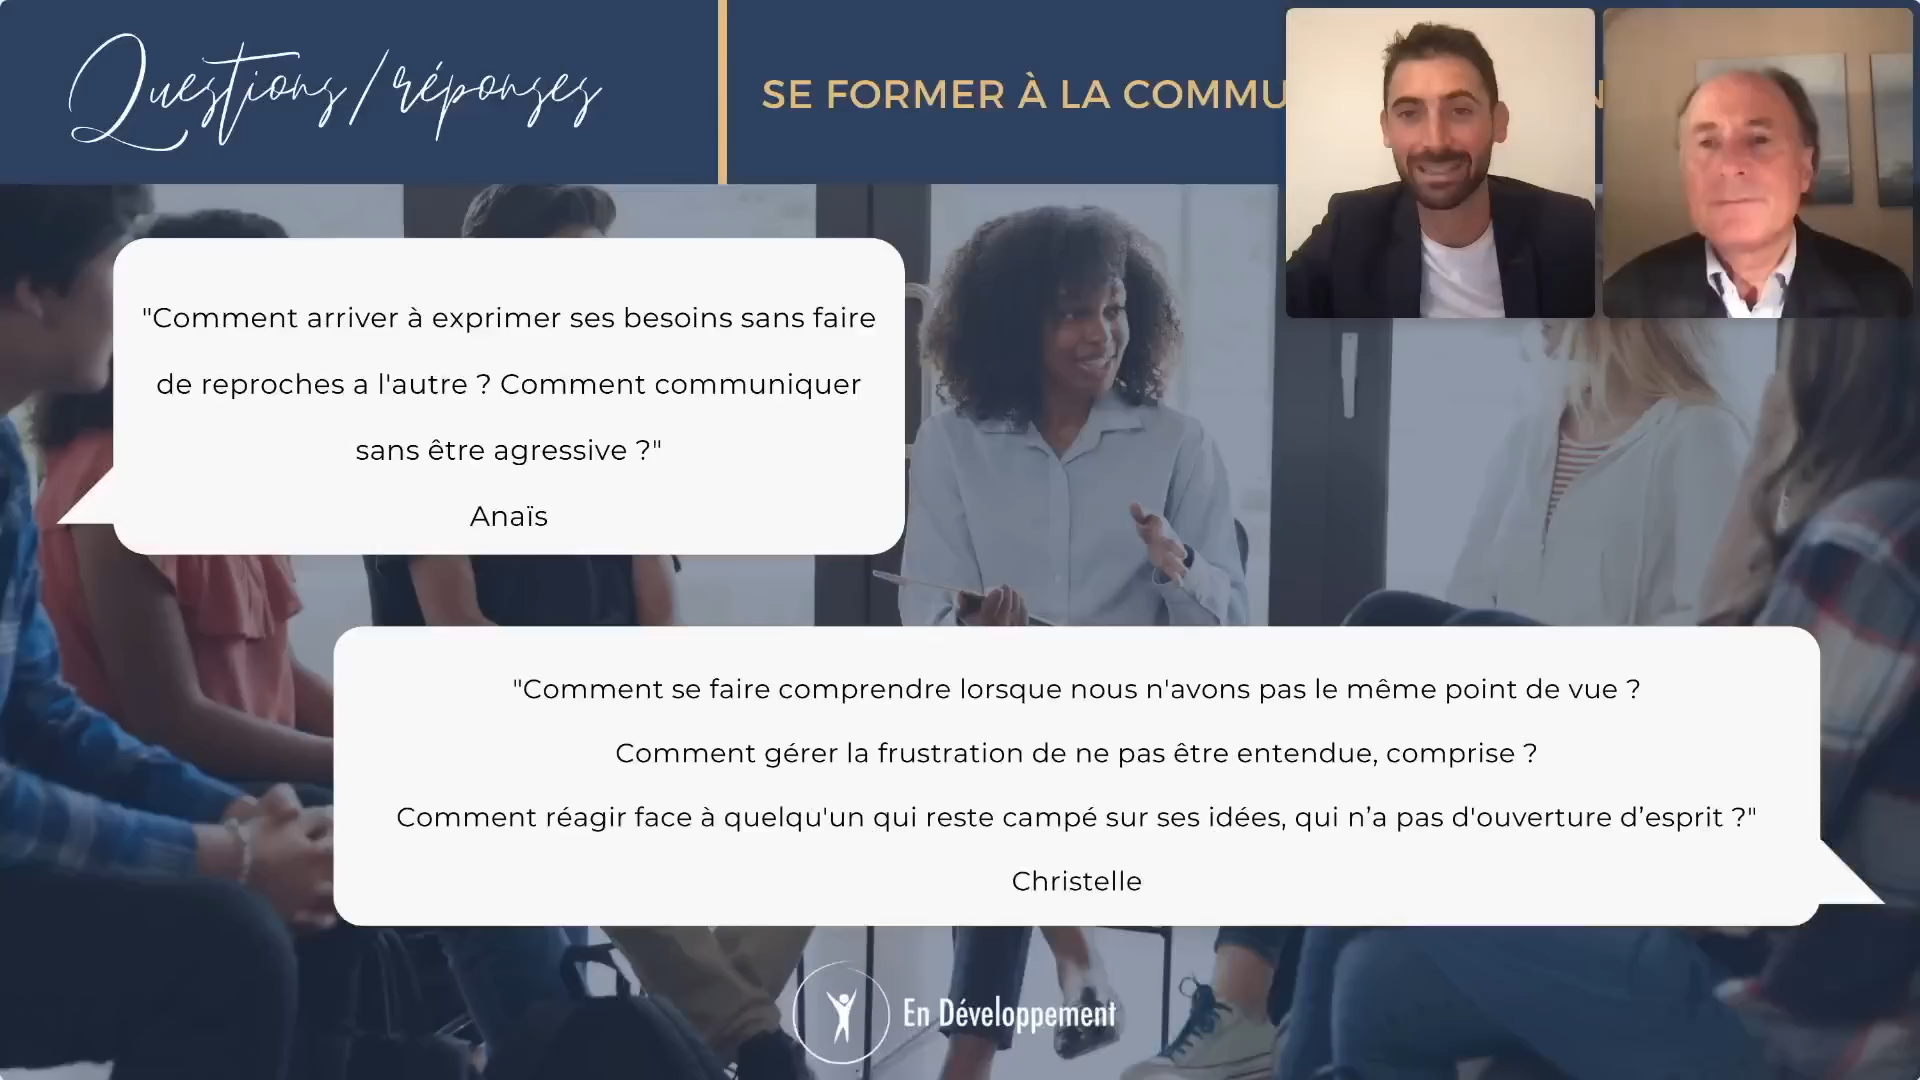 Questions/réponses
SE FORMER À LA COMMU
"Comment arriver à exprimer ses besoins sans faire
de reproches a l'autre ? Comment communiquer
sans être agressive ?"
Anaïs
"Comment se faire comprendre lorsque nous n'avons pas le même point de vue ?
Comment gérer la frustration de ne pas être entendue, comprise ?
Comment réagir face à quelqu'un qui reste campé sur ses idées, qui n’a pas d'ouverture d’esprit ?"
Christelle
En Développement